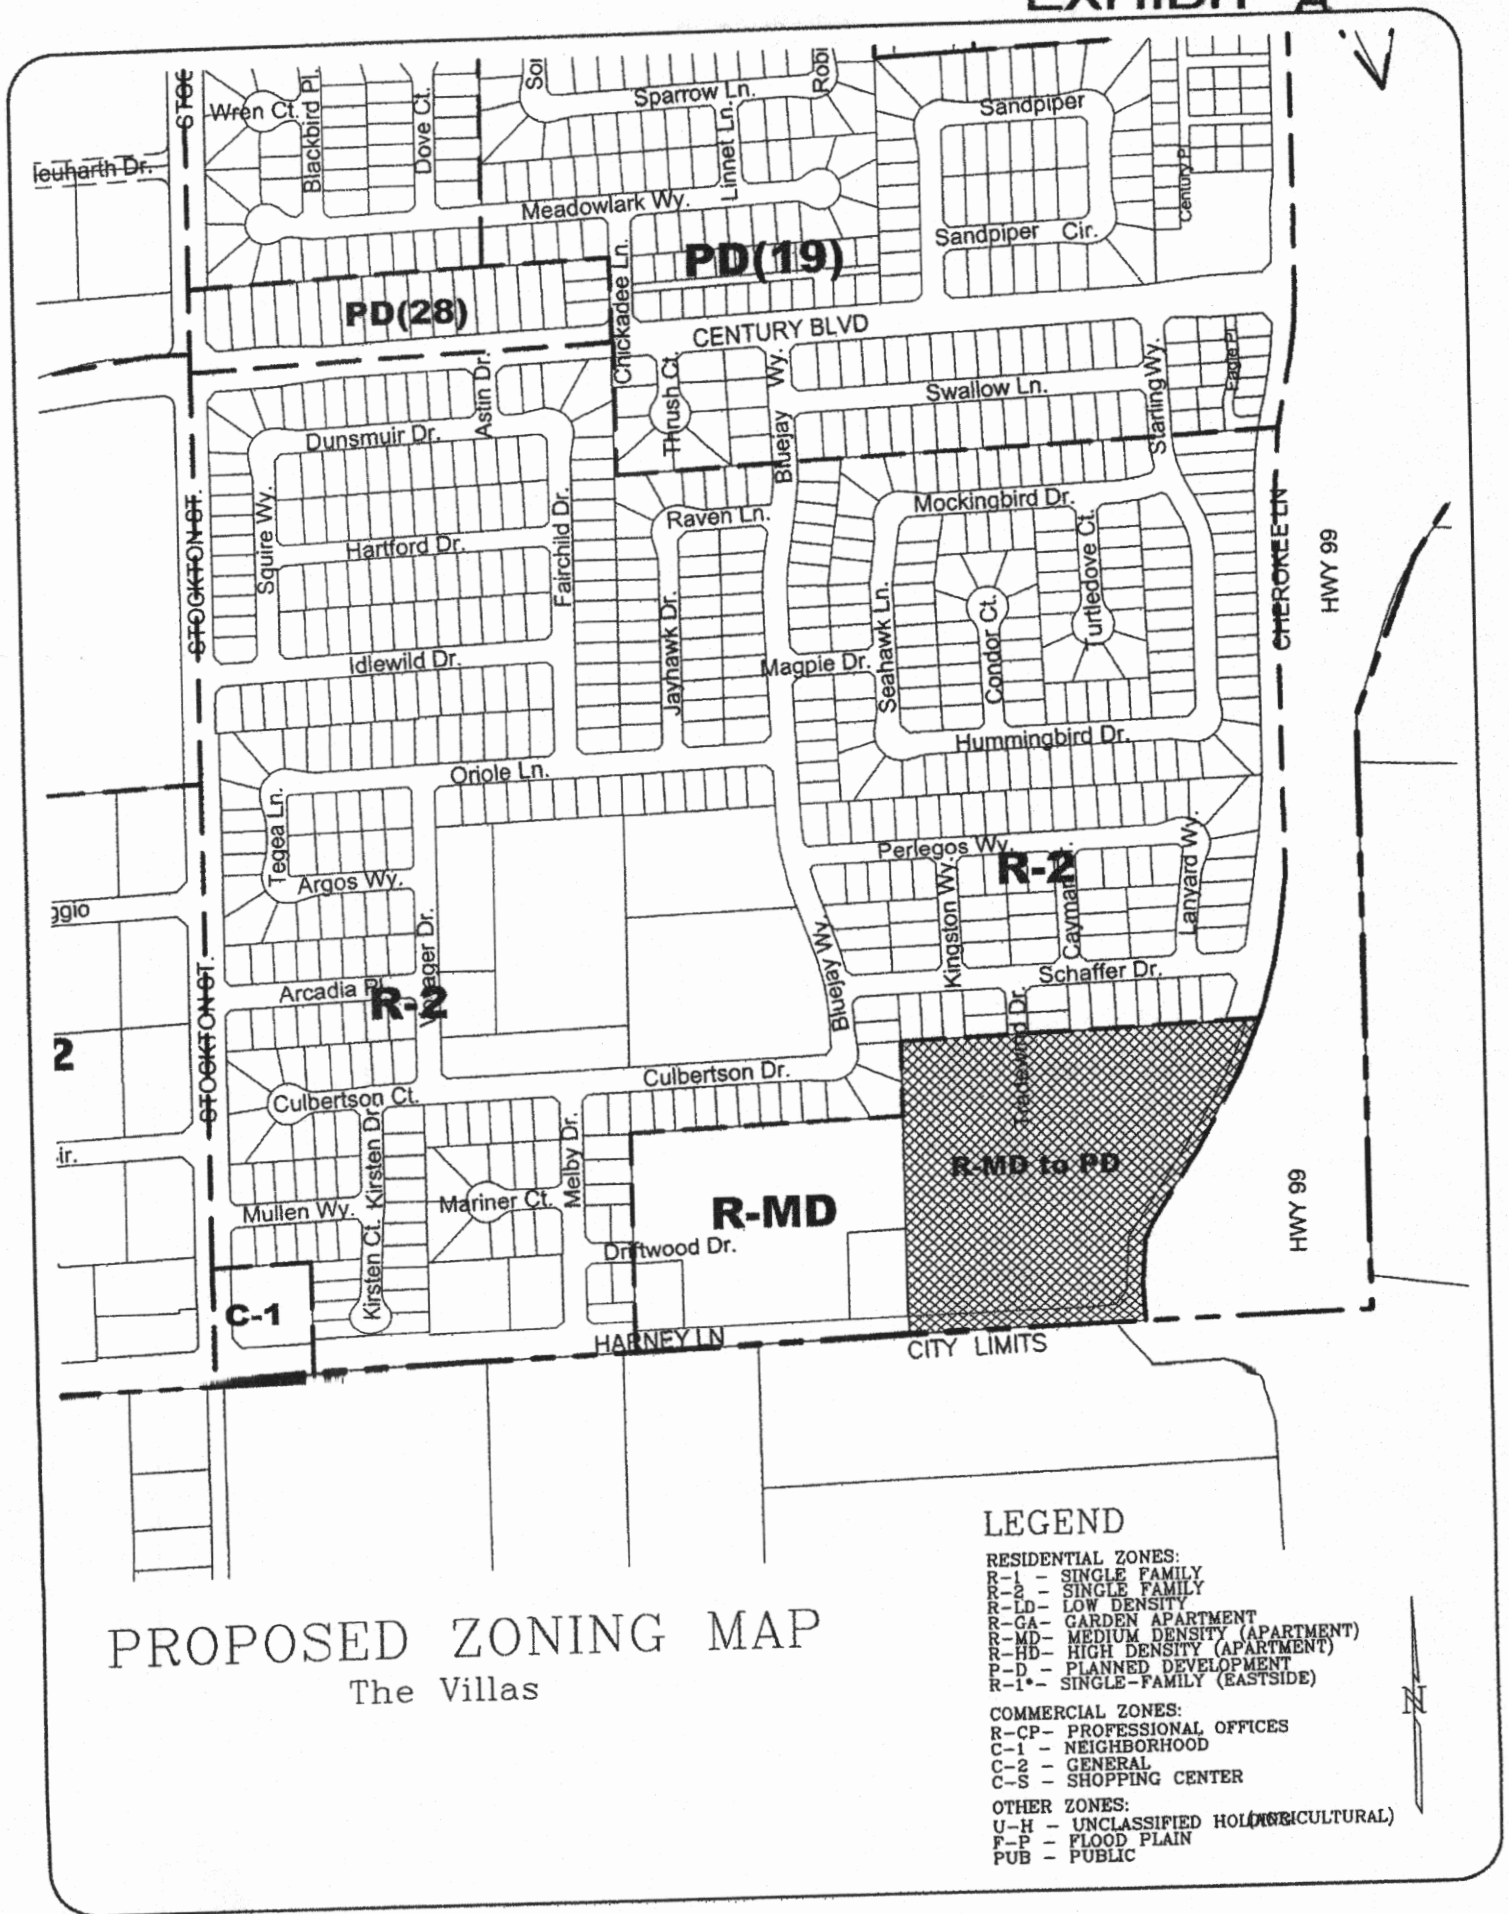 EXHIBIT A
Wren Ct.
Blackbird Pl.
Dove Ct.
Sparrow Ln.
Linnet Ln.
Sandpiper
Century Pl
Meadowlark Wy.
Sandpiper Cir.
PD(19)
PD(28)
Chickadee Ln.
CENTURY BLVD
Astin Dr.
Thrush Ct.
Bluejay Wy.
Swallow Ln.
Starling Wy.
Eagle Pl
Dunsmuir Dr.
Squire Wy.
Hartford Dr.
Fairchild Dr.
Raven Ln.
Mockingbird Dr.
Turtledove Ct.
STOCKTON ST.
CHEROKEE LN
HWY 99
Idlewild Dr.
Jayhawk Dr.
Magpie Dr.
Seahawk Ln.
Condor Ct.
Hummingbird Dr.
Oriole Ln.
Tegea Ln.
Argos Wy.
Perlegos Wy.
R-2
Kingston Wy.
Cayman
Lanyard Wy.
Bluejay Wy.
Schaffer Dr.
STOCKTON ST.
Arcadia Pl
R-2
2
Tradewind Dr.
Culbertson Dr.
Culbertson Ct.
Kirsten Dr.
Melby Dr.
Mariner Ct.
Mullen Wy.
Kirsten Ct.
R-MD
R-MD to PD
HWY 99
Driftwood Dr.
C-1
HARNEY LN
CITY LIMITS
PROPOSED ZONING MAP
The Villas
LEGEND
RESIDENTIAL ZONES:
R-1 - SINGLE FAMILY
R-2 - SINGLE FAMILY
R-LD- LOW DENSITY
R-GA- GARDEN APARTMENT
R-MD- MEDIUM DENSITY (APARTMENT)
R-HD- HIGH DENSITY (APARTMENT)
P-D - PLANNED DEVELOPMENT
R-1*- SINGLE-FAMILY (EASTSIDE)
COMMERCIAL ZONES:
R-CP- PROFESSIONAL OFFICES
C-1 - NEIGHBORHOOD
C-2 - GENERAL
C-S - SHOPPING CENTER
OTHER ZONES:
U-H - UNCLASSIFIED HOLDING (AGRICULTURAL)
F-P - FLOOD PLAIN
PUB - PUBLIC
N